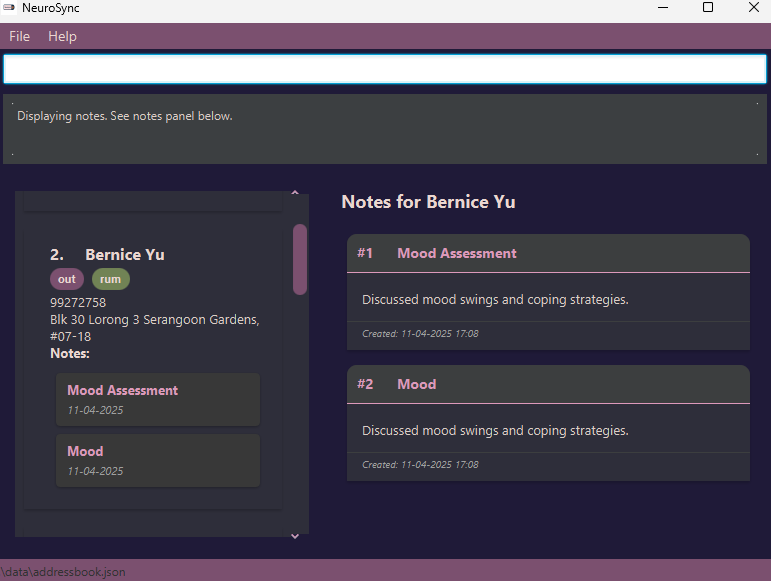 NeuroSync
File Help
Displaying notes. See notes panel below.
2. Bernice Yu
out rum
99272758
Blk 30 Lorong 3 Serangoon Gardens,
#07-18
Notes:
Mood Assessment
11-04-2025
Mood
11-04-2025
Notes for Bernice Yu
#1 Mood Assessment
Discussed mood swings and coping strategies.
Created: 11-04-2025 17:08
#2 Mood
Discussed mood swings and coping strategies.
Created: 11-04-2025 17:08
\data\addressbook.json